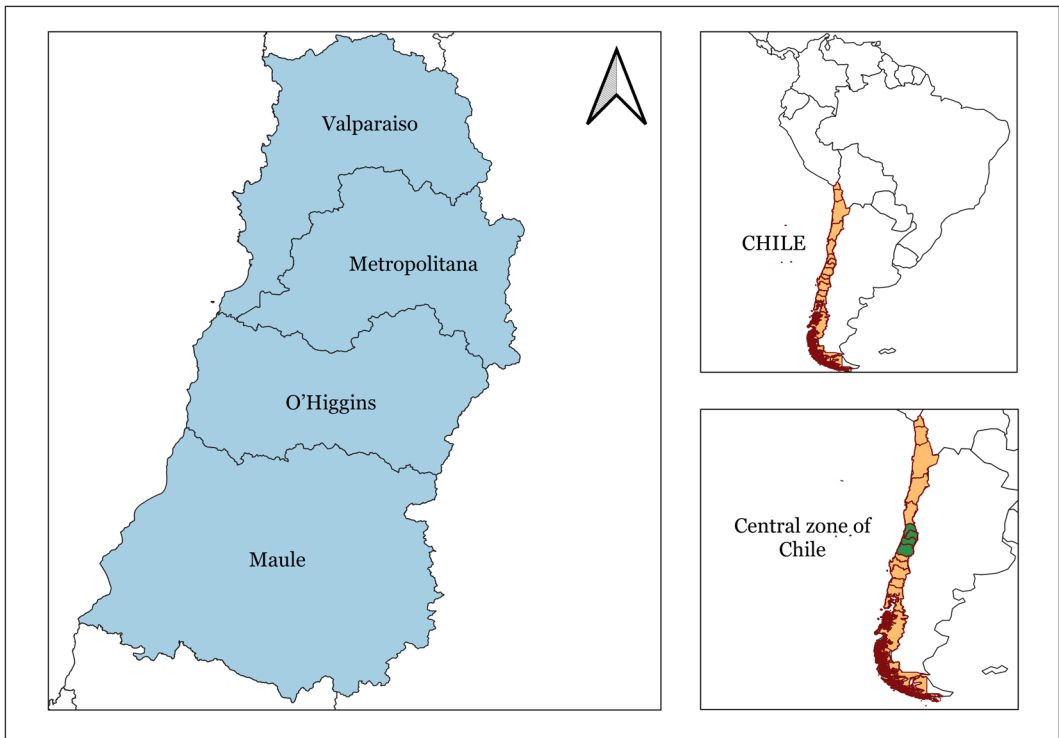 Valparaiso
Metropolitana
O’Higgins
Maule
CHILE
Central zone of
Chile